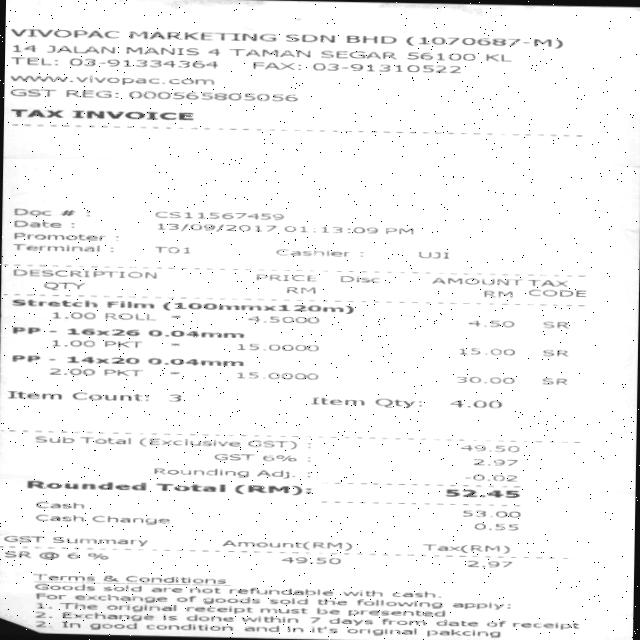 VIVOPAC MARKETING SDN BHD (1070687-M)
14 JALAN MANIS 4 TAMAN SEGAR 56100 KL
TEL: 03-91334364 FAX: 03-91310522
www.vivopac.com
GST REG: 000565805056
TAX INVOICE
Doc # : CS11567459
Date : 13/09/2017 01:13:09 PM
Promoter :
Terminal : T01 Cashier : UJI
DESCRIPTION PRICE Disc AMOUNT TAX
QTY RM RM CODE
Stretch Film (100mmx120m)
1.00 ROLL = 4.5000 4.50 SR
PP - 16x26 0.04mm
1.00 PKT = 15.0000 15.00 SR
PP - 14x20 0.04mm
2.00 PKT = 15.0000 30.00 SR
Item Count: 3 Item Qty: 4.00
Sub Total (Exclusive GST) : 49.50
GST 6% : 2.97
Rounding Adj. : -0.02
Rounded Total (RM): 52.45
Cash 53.00
Cash Change 0.55
GST Summary Amount(RM) Tax(RM)
SR @ 6 % 49.50 2.97
Terms & Conditions
Goods sold are not refundable with cash.
For exchange of goods sold the following apply:
1. The original receipt must be presented
2. Exchange is done within 7 days from date of receipt
2. In good condition and in it's original pakcing